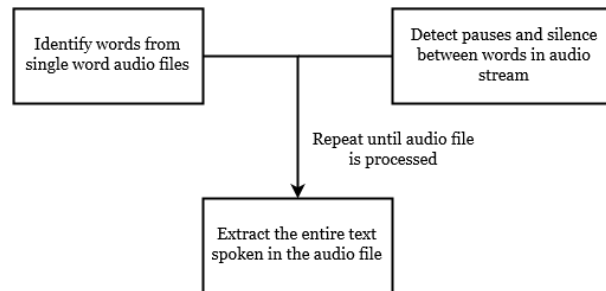 Identify words from
single word audio files
Detect pauses and silence
between words in audio
stream
Repeat until audio file
is processed
Extract the entire text
spoken in the audio file